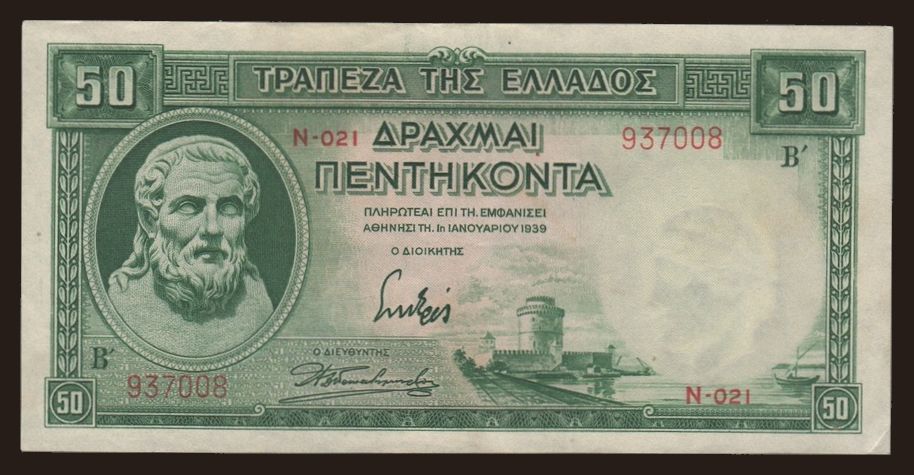 50 ΤΡΑΠΕΖΑ ΤΗΣ ΕΛΛΑΔΟΣ 50
N-021 ΔΡΑΧΜΑΙ 937008
ΠΕΝΤΗΚΟΝΤΑ Β′
ΠΛΗΡΩΤΕΑΙ ΕΠΙ ΤΗ. ΕΜΦΑΝΙΣΕΙ
ΑΘΗΝΗΣΙ ΤΗ. 1η ΙΑΝΟΥΑΡΙΟΥ 1939
Ο ΔΙΟΙΚΗΤΗΣ
Ο ΔΙΕΥΘΥΝΤΗΣ
Β′
937008
N-021
50 50